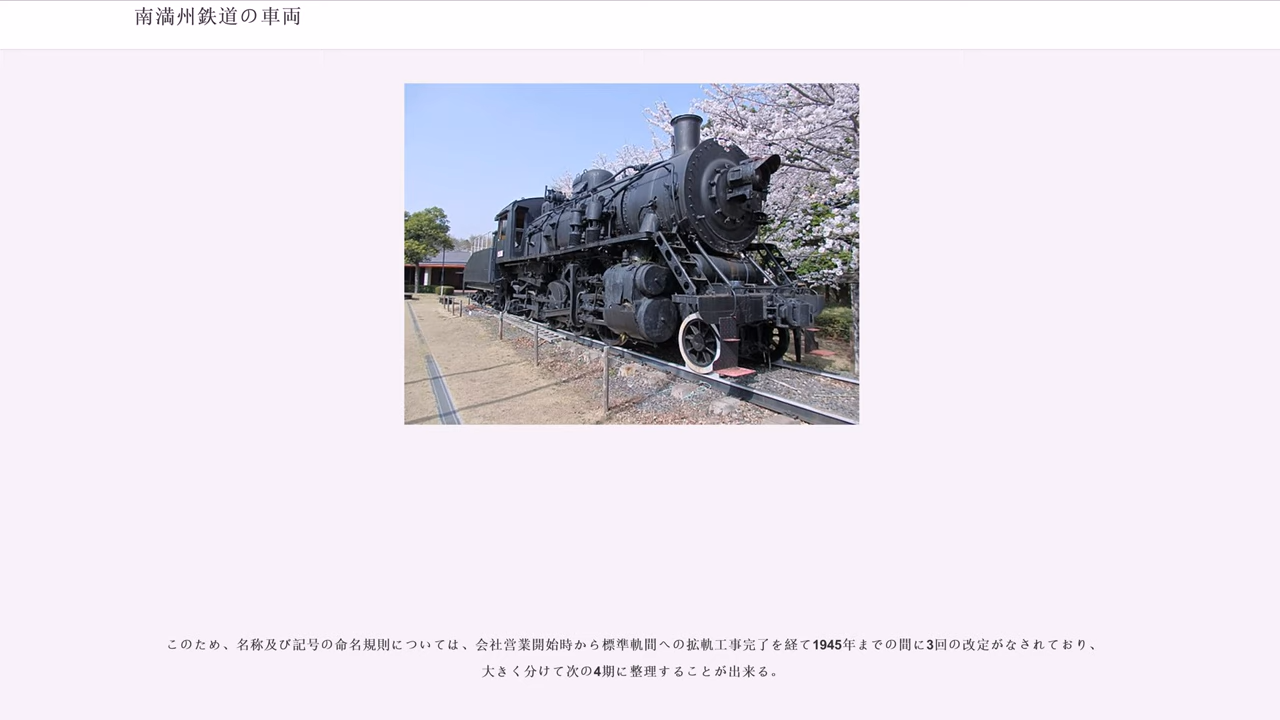 南満州鉄道の車両
このため、名称及び記号の命名規則については、会社営業開始時から標準軌間への拡軌工事完了を経て1945年までの間に3回の改定がなされており、
大きく分けて次の4期に整理することが出来る。